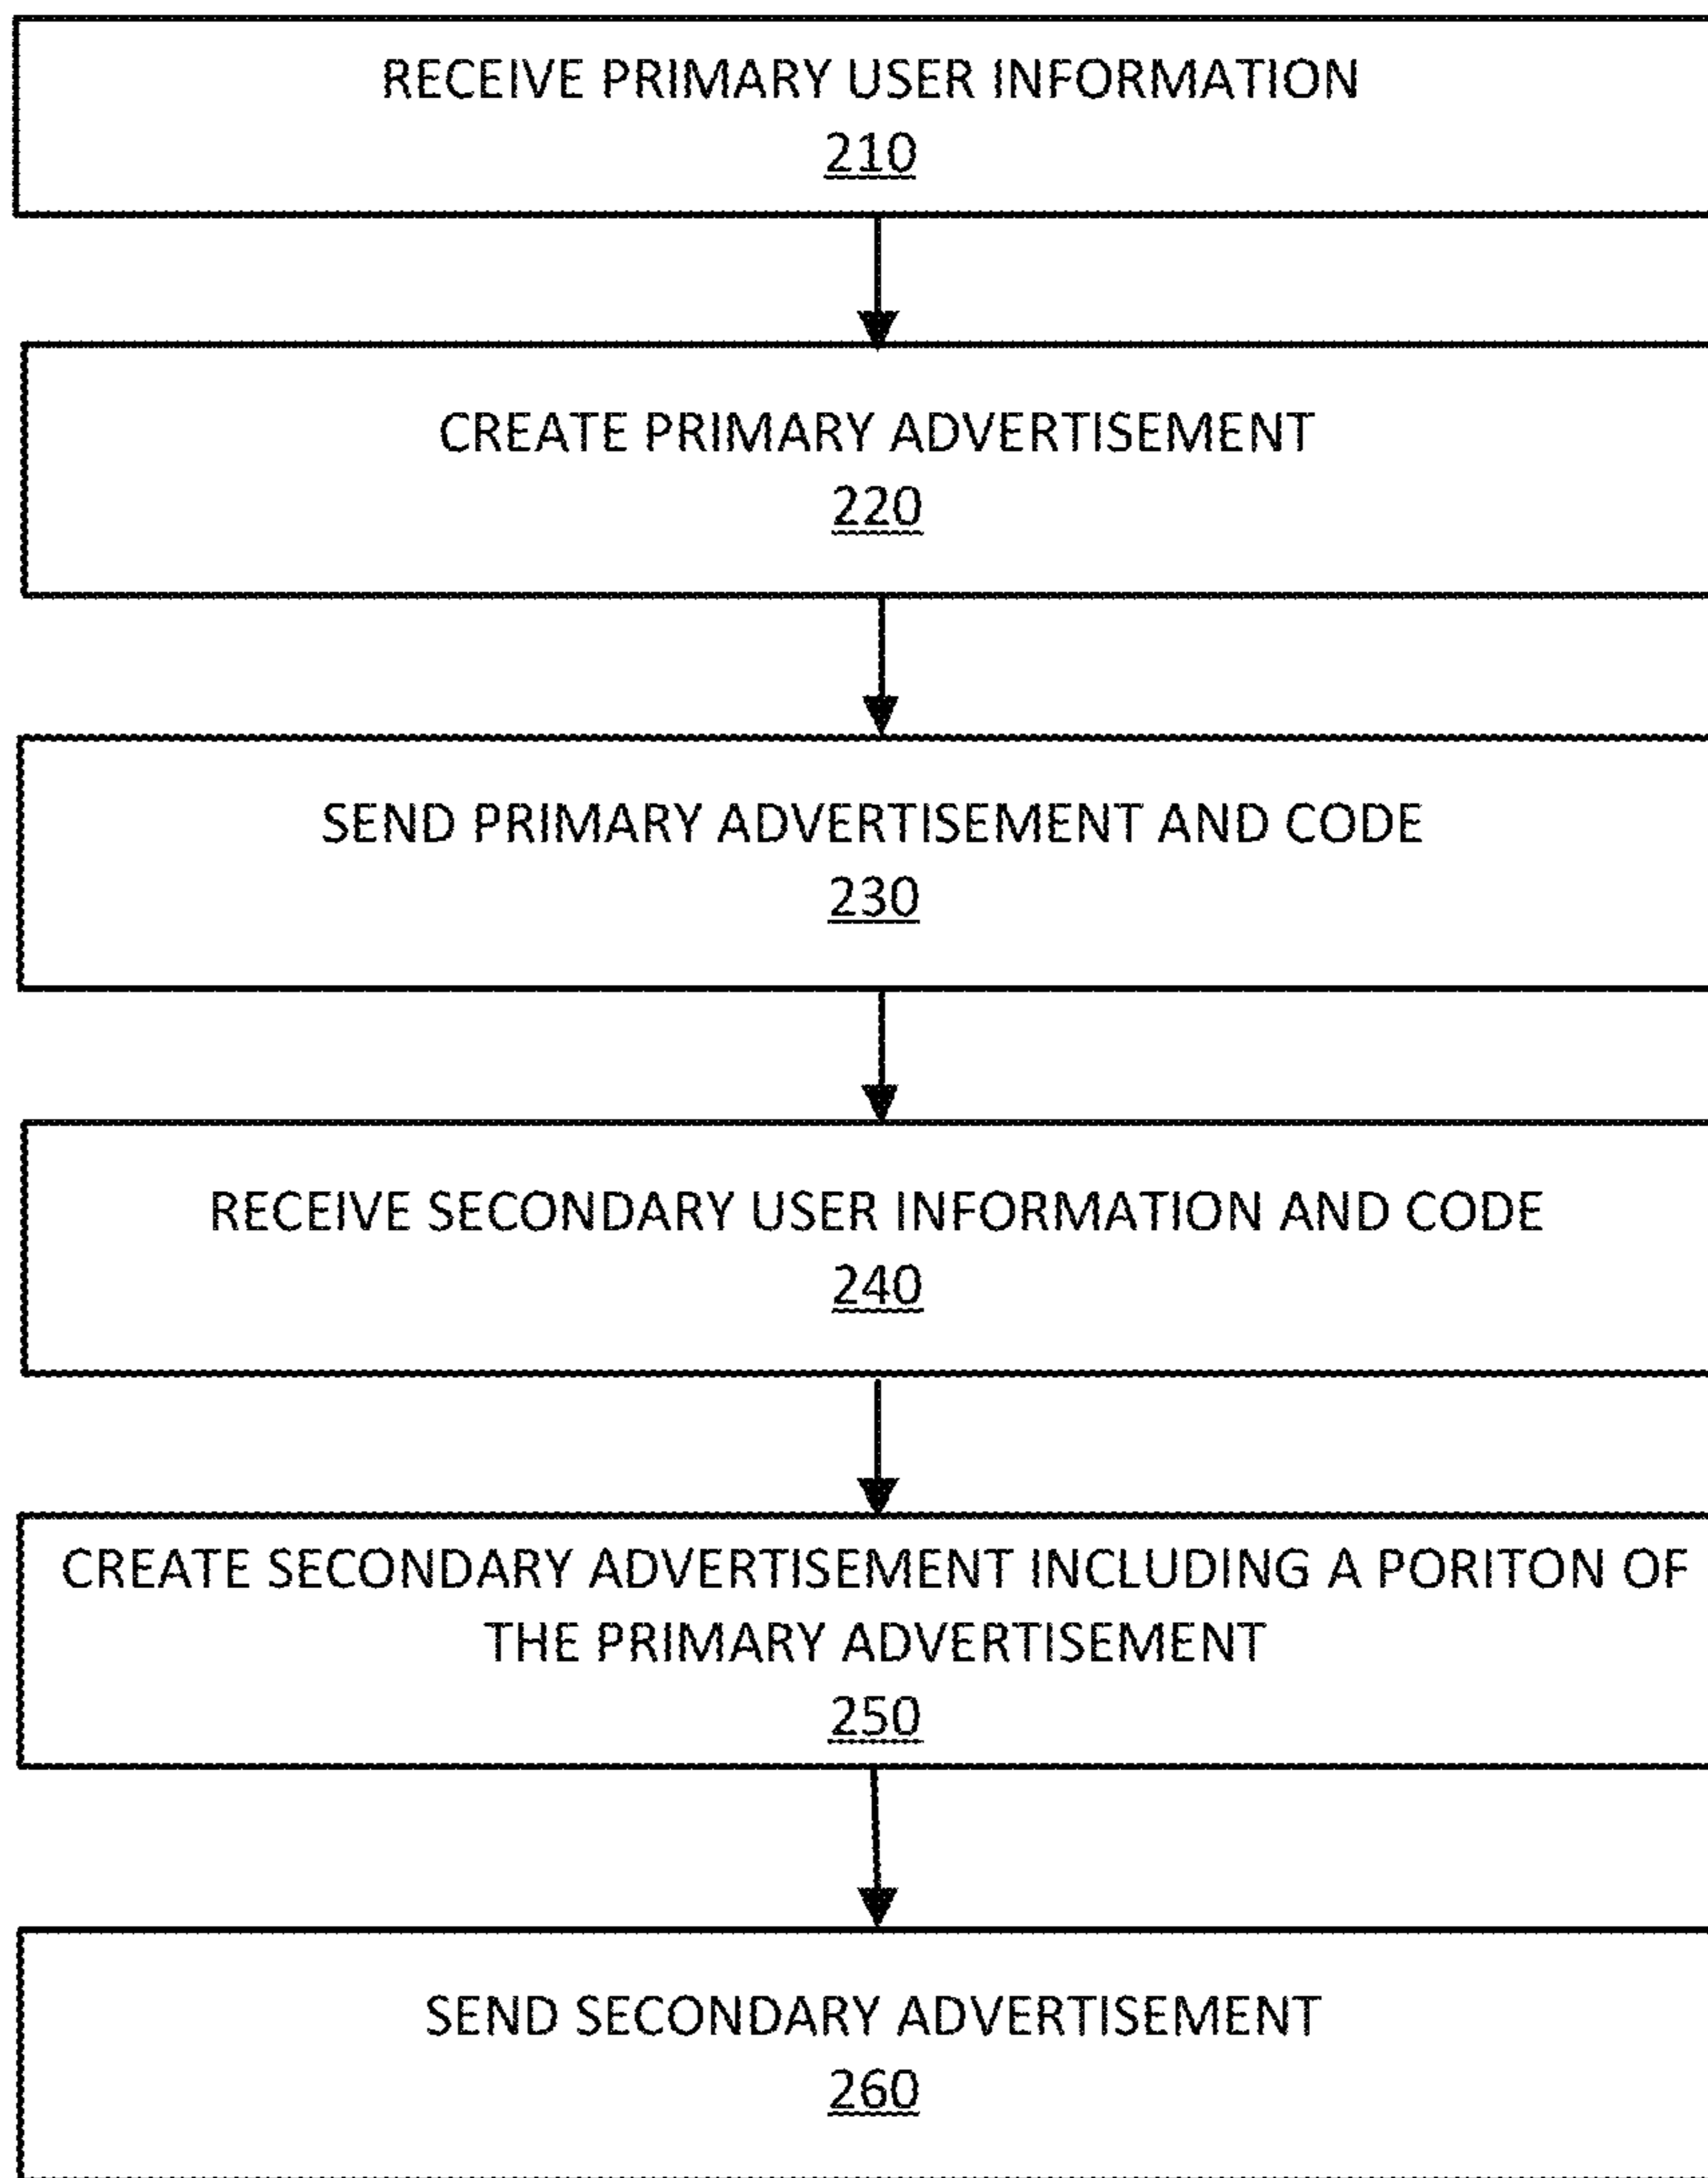 RECEIVE PRIMARY USER INFORMATION
210
CREATE PRIMARY ADVERTISEMENT
220
SEND PRIMARY ADVERTISEMENT AND CODE
230
RECEIVE SECONDARY USER INFORMATION AND CODE
240
CREATE SECONDARY ADVERTISEMENT INCLUDING A PORITON OF
THE PRIMARY ADVERTISEMENT
250
SEND SECONDARY ADVERTISEMENT
260